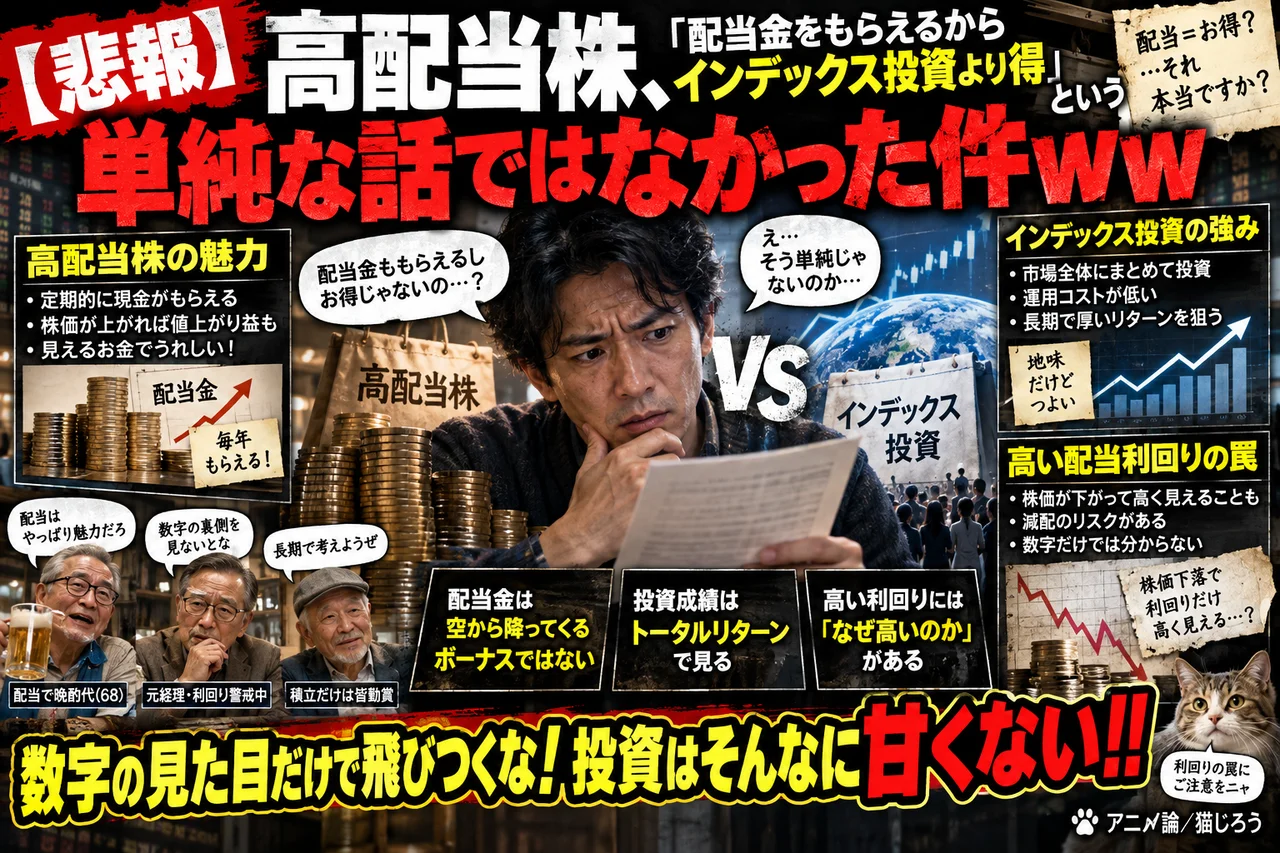 【悲報】
高配当株、
「配当金をもらえるから
インデックス投資より得」
という
単純な話ではなかった件ww
配当=お得?
…それ
本当ですか?
高配当株の魅力
・定期的に現金がもらえる
・株価が上がれば値上がり益も
・見えるお金でうれしい!
配当金
毎年
もらえる!
配当金ももらえるし
お得じゃないの…?
え…
そう単純じゃ
ないのか…
高配当株
VS
インデックス
投資
インデックス投資の強み
・市場全体にまとめて投資
・運用コストが低い
・長期で厚いリターンを狙う
地味
だけど
つよい
高い配当利回りの罠
・株価が下がって高く見えることも
・減配のリスクがある
・数字だけでは分からない
株価下落で
利回りだけ
高く見える…?
配当は
やっぱり魅力だろ
数字の裏側を
見ないとな
長期で考えようぜ
配当で晩酌代(68)
元経理・利回り警戒中
積立だけは皆勤賞
配当金は
空から降ってくる
ボーナスではない
投資成績は
トータルリターン
で見る
高い利回りには
「なぜ高いのか」
がある
数字の見た目だけで飛びつくな!投資はそんなに甘くない!!
利回りの罠に
ご注意をニャ
アニメ論/猫じろう